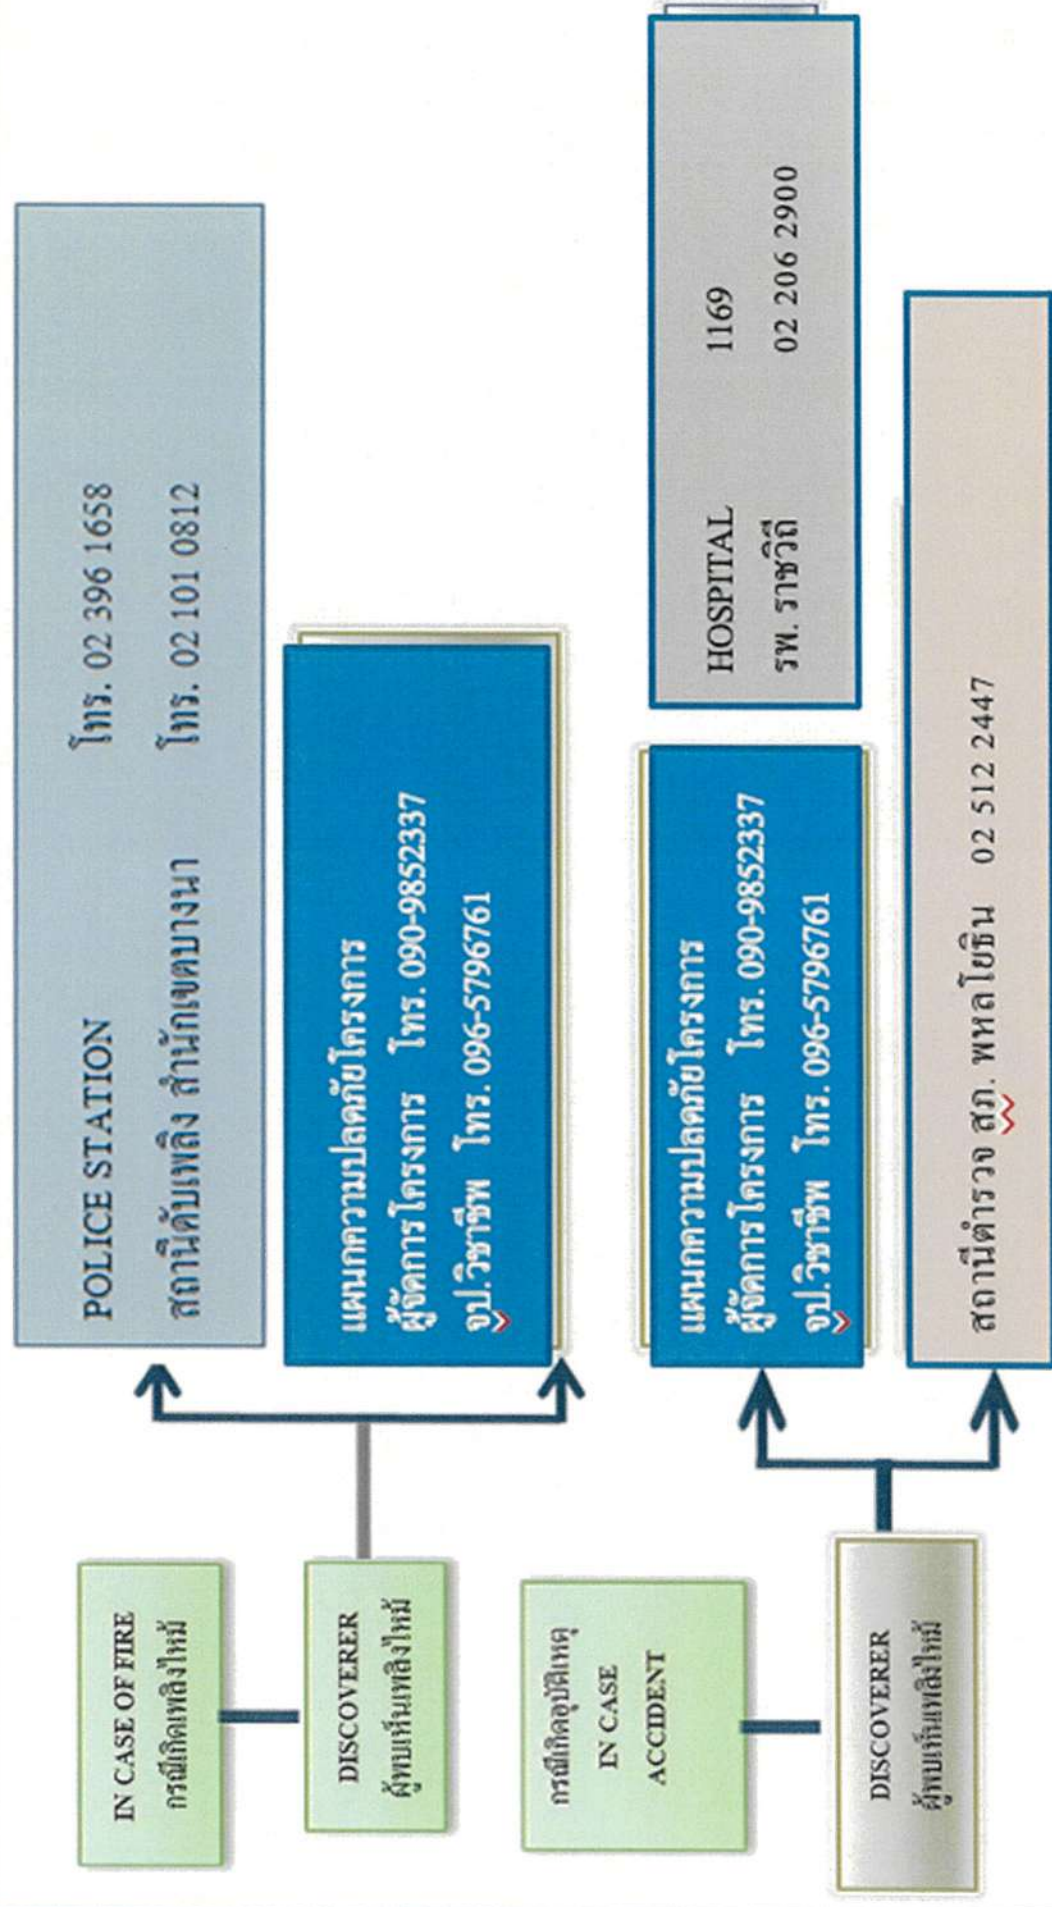 IN CASE OF FIRE
กรณีเกิดเพลิงไหม้
DISCOVERER
ผู้พบเห็นเพลิงไหม้
POLICE STATION โทร. 02 396 1658
สถานีดับเพลิง สำนักเขตบางนา โทร. 02 101 0812
แผนกความปลดภัยโครงการ
ผู้จัดการโครงการ โทร. 090-9852337
จป.วิชาชีพ โทร. 096-5796761
กรณีเกิดอุบัติเหตุ
IN CASE
ACCIDENT
DISCOVERER
ผู้พบเห็นเพลิงไหม้
แผนกความปลดภัยโครงการ
ผู้จัดการโครงการ โทร. 090-9852337
จป.วิชาชีพ โทร. 096-5796761
HOSPITAL 1169
รพ. ราชวิถี 02 206 2900
สถานีตำรวจ สภ. พหลโยธิน 02 512 2447